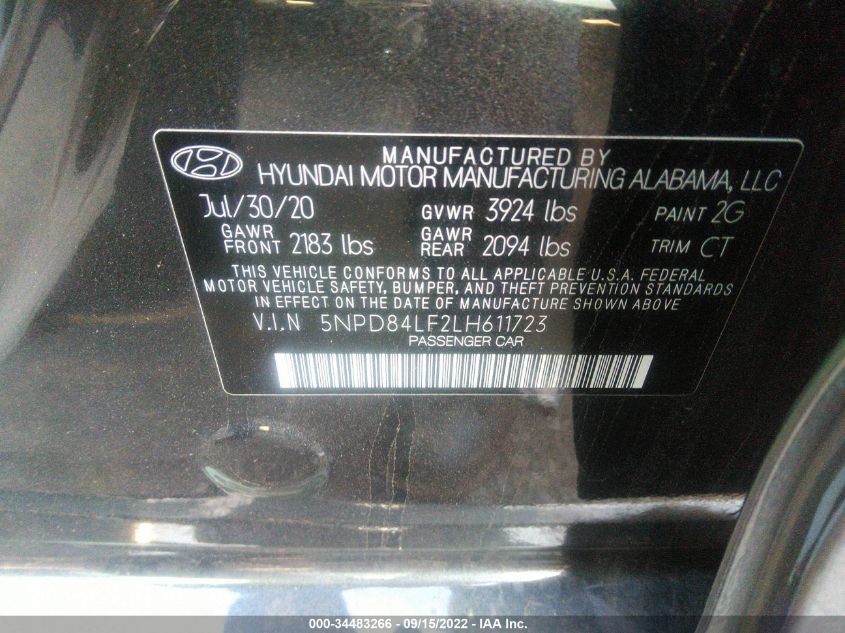 MANUFACTURED BY
HYUNDAI MOTOR MANUFACTURING ALABAMA, LLC
Jul/30/20 GVWR 3924 lbs PAINT 2G
GAWR FRONT 2183 lbs GAWR REAR 2094 lbs TRIM CT
THIS VEHICLE CONFORMS TO ALL APPLICABLE U.S.A. FEDERAL
MOTOR VEHICLE SAFETY, BUMPER, AND THEFT PREVENTION STANDARDS
IN EFFECT ON THE DATE OF MANUFACTURE SHOWN ABOVE
V.I.N 5NPD84LF2LH611723
PASSENGER CAR
000-34483266 - 09/15/2022 - IAA Inc.